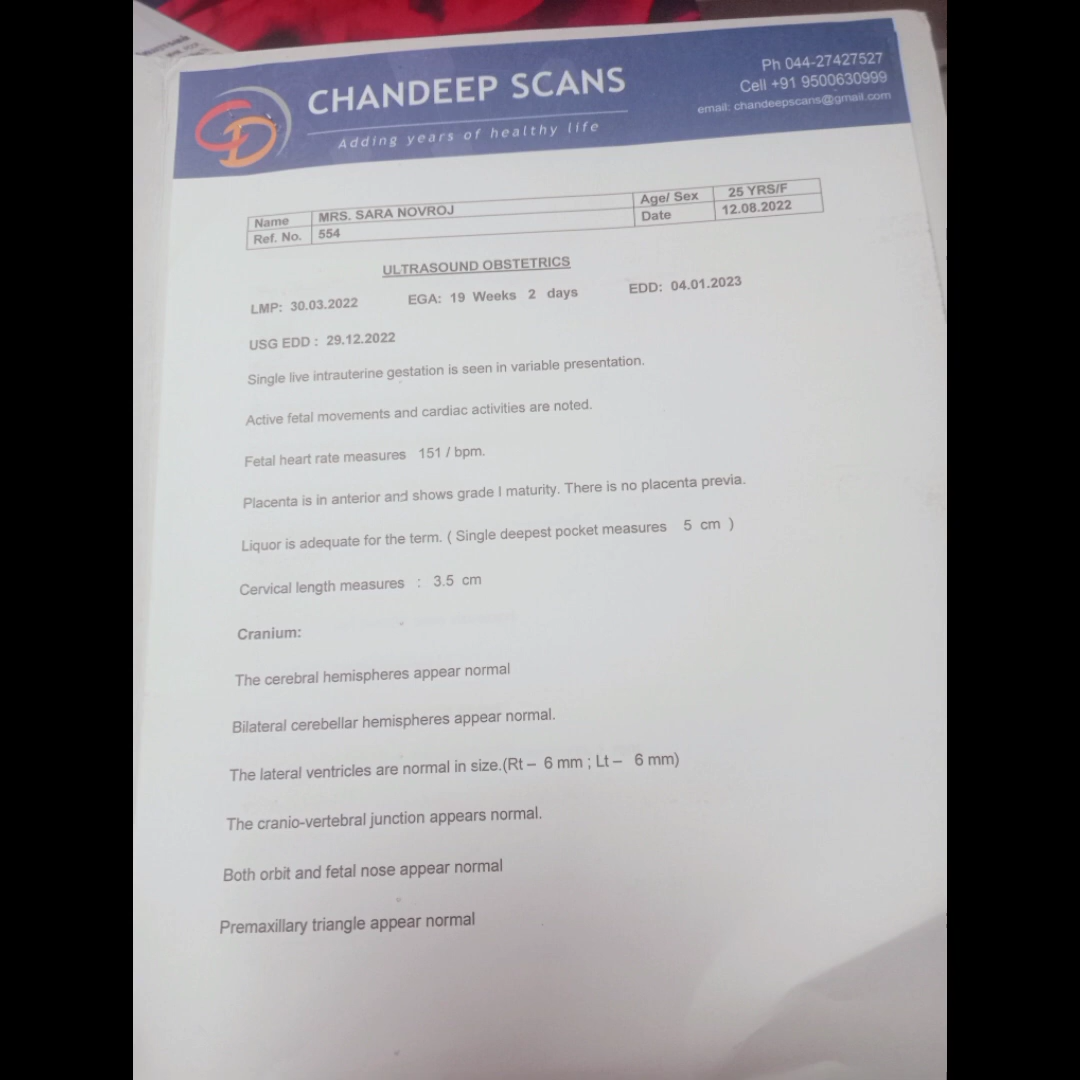 CHANDEEP SCANS
Adding years of healthy life
Ph 044-27427527
Cell +91 9500630999
email: chandeepscans@gmail.com
Name MRS. SARA NOVROJ Age/ Sex 25 YRS/F
Ref. No. 554 Date 12.08.2022
ULTRASOUND OBSTETRICS
LMP: 30.03.2022 EGA: 19 Weeks 2 days EDD: 04.01.2023
USG EDD : 29.12.2022
Single live intrauterine gestation is seen in variable presentation.
Active fetal movements and cardiac activities are noted.
Fetal heart rate measures 151 / bpm.
Placenta is in anterior and shows grade I maturity. There is no placenta previa.
Liquor is adequate for the term. ( Single deepest pocket measures 5 cm )
Cervical length measures : 3.5 cm
Cranium:
The cerebral hemispheres appear normal
Bilateral cerebellar hemispheres appear normal.
The lateral ventricles are normal in size.(Rt – 6 mm ; Lt – 6 mm)
The cranio-vertebral junction appears normal.
Both orbit and fetal nose appear normal
Premaxillary triangle appear normal